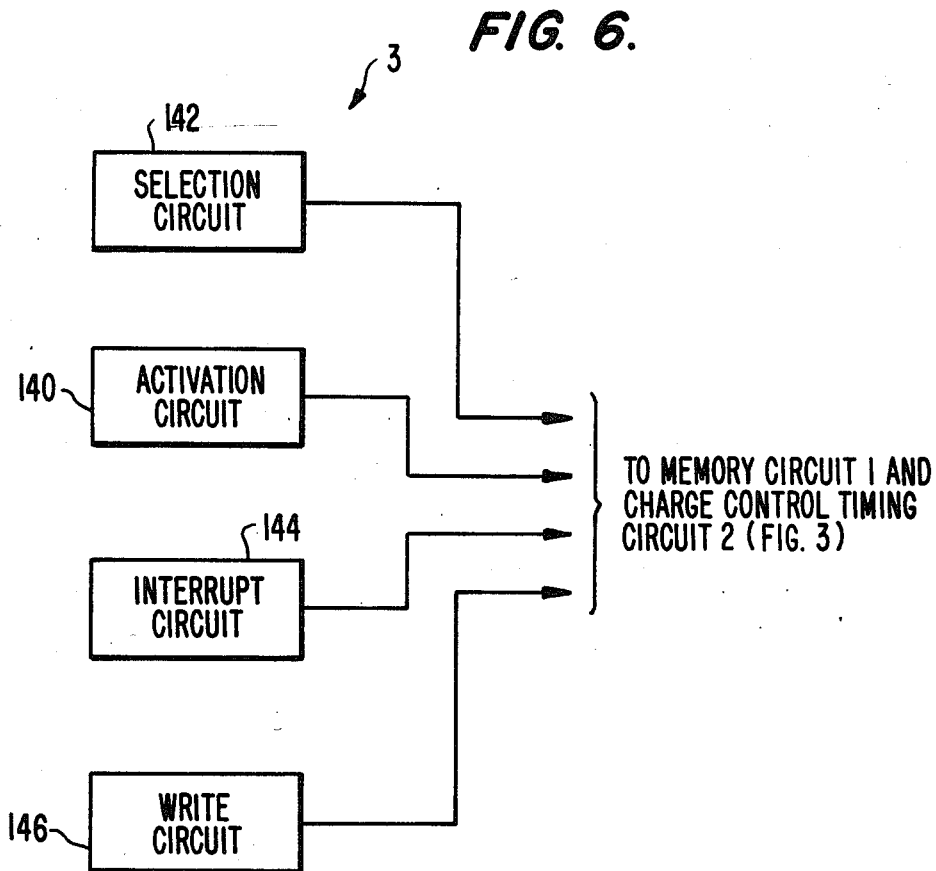 FIG. 6.
3
142
SELECTION
CIRCUIT
140
ACTIVATION
CIRCUIT
TO MEMORY CIRCUIT 1 AND
CHARGE CONTROL TIMING
CIRCUIT 2 (FIG. 3)
144
INTERRUPT
CIRCUIT
146
WRITE
CIRCUIT